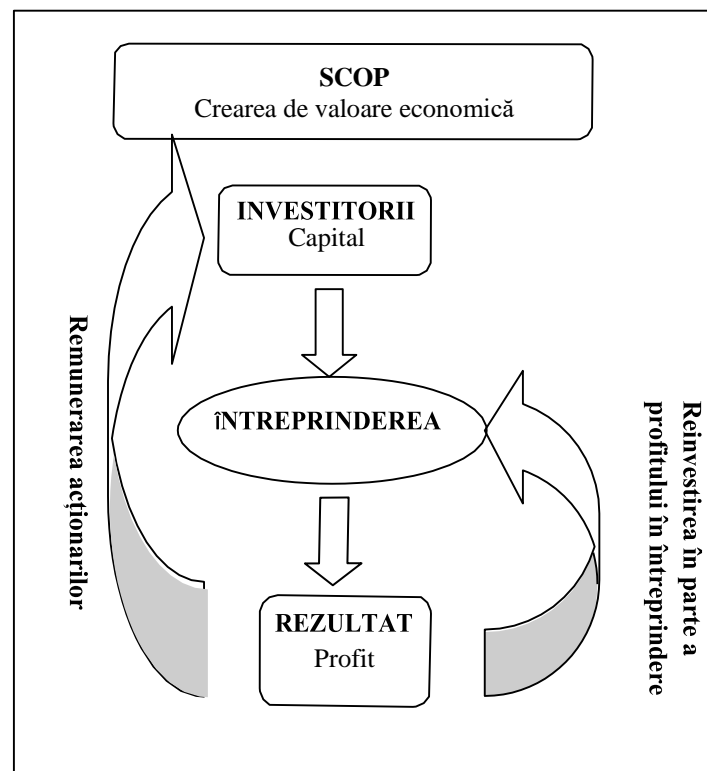 SCOP
Crearea de valoare economică
INVESTITORII
Capital
Remunerarea acționarilor
ÎNTREPRINDEREA
Reinvestirea în parte a
profitului în întreprindere
REZULTAT
Profit